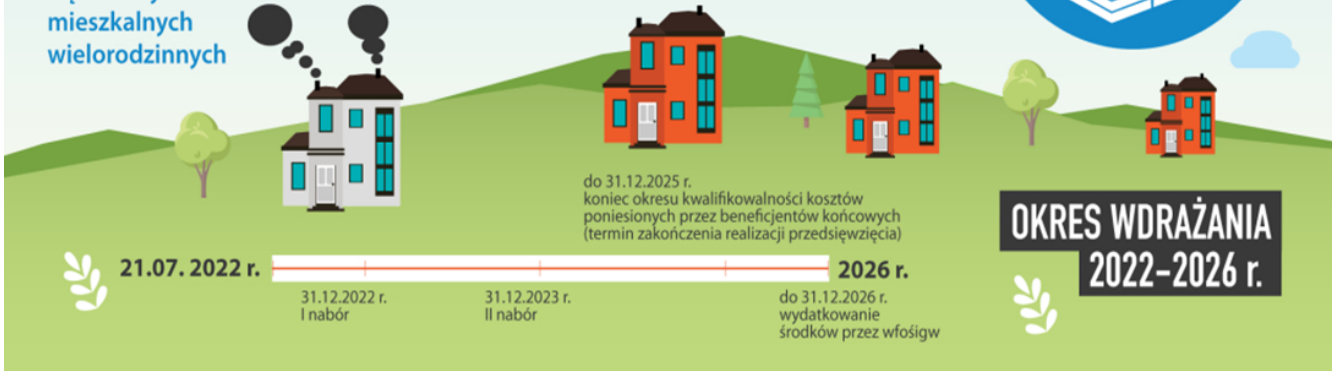 mieszkalnych
wielorodzinnych
do 31.12.2025 r.
koniec okresu kwalifikowalności kosztów
poniesionych przez beneficjentów końcowych
(termin zakończenia realizacji przedsięwzięcia)
OKRES WDRAŻANIA
2022–2026 r.
21.07. 2022 r.
2026 r.
31.12.2022 r.
I nabór
31.12.2023 r.
II nabór
do 31.12.2026 r.
wydatkowanie
środków przez wfośigw